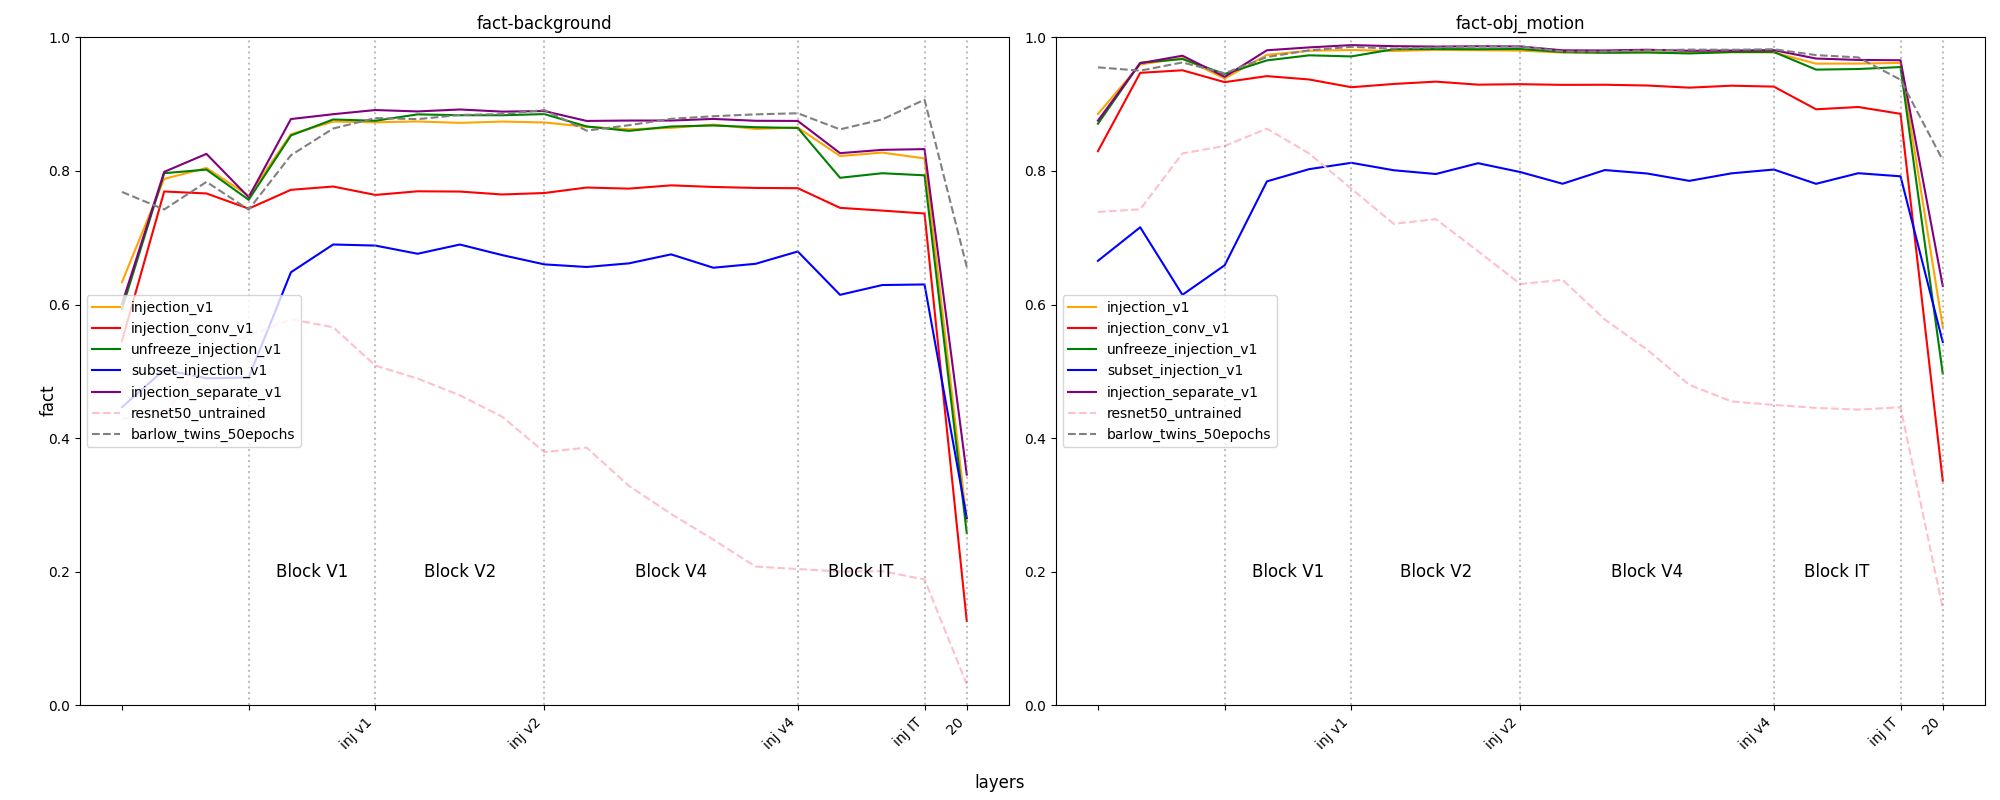 fact-background
fact
1.0
0.8
0.6
0.4
0.2
0.0
injection_v1
injection_conv_v1
unfreeze_injection_v1
subset_injection_v1
injection_separate_v1
resnet50_untrained
barlow_twins_50epochs
Block V1
Block V2
Block V4
Block IT
inj v1
inj v2
inj v4
inj IT
20
fact-obj_motion
1.0
0.8
0.6
0.4
0.2
0.0
injection_v1
injection_conv_v1
unfreeze_injection_v1
subset_injection_v1
injection_separate_v1
resnet50_untrained
barlow_twins_50epochs
Block V1
Block V2
Block V4
Block IT
inj v1
inj v2
inj v4
inj IT
20
layers